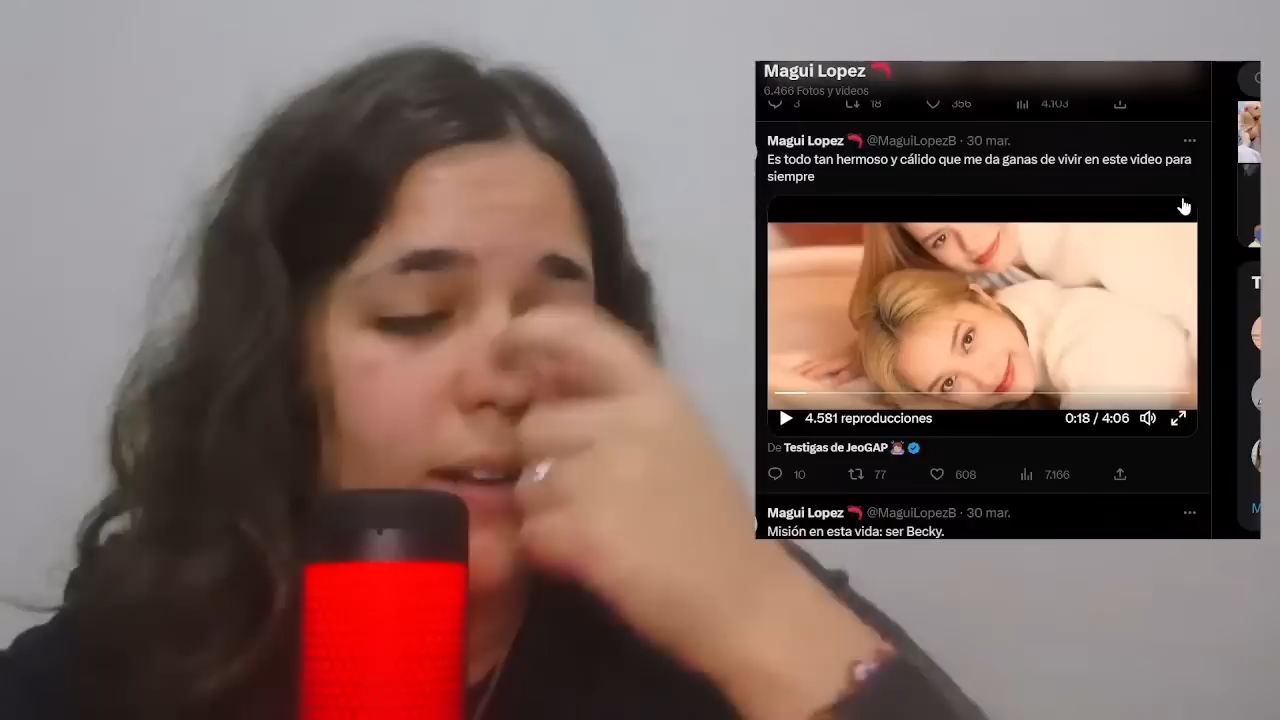 Magui Lopez
6.466 Fotos y videos
3 18 356 4.103
Magui Lopez @MaguiLopezB · 30 mar.
Es todo tan hermoso y cálido que me da ganas de vivir en este video para
siempre
4.581 reproducciones 0:18 / 4:06
De Testigas de JeoGAP
10 77 608 7.166
Magui Lopez @MaguiLopezB · 30 mar.
Misión en esta vida: ser Becky.